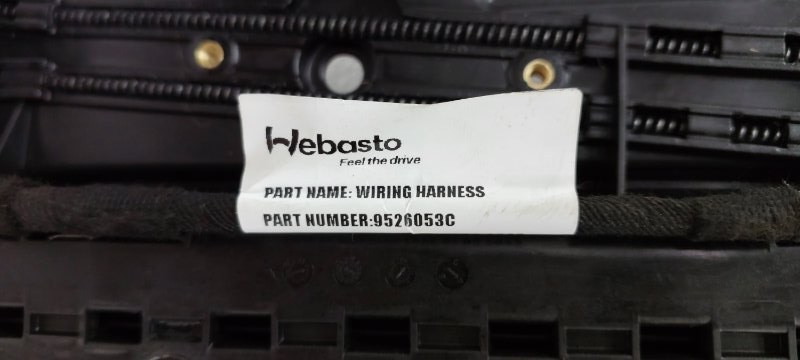 Webasto
Feel the drive
PART NAME: WIRING HARNESS
PART NUMBER:9526053C